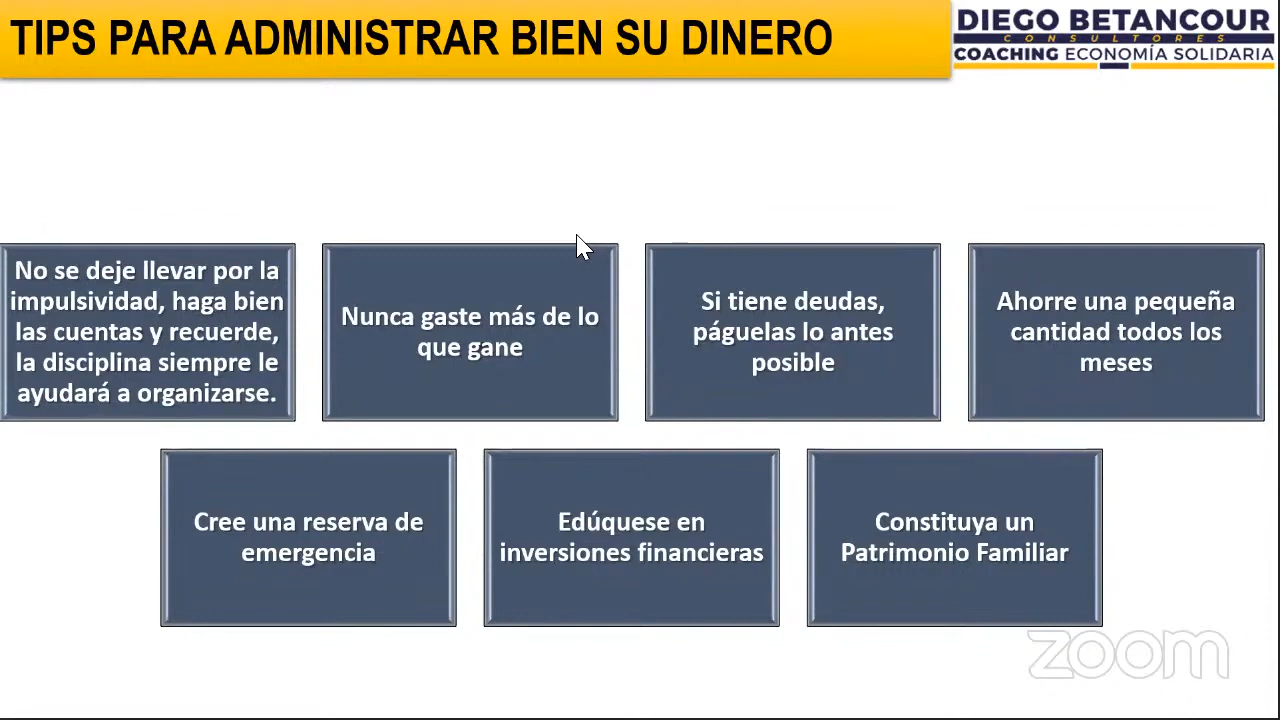 TIPS PARA ADMINISTRAR BIEN SU DINERO
DIEGO BETANCOUR
CONSULTORES
COACHING ECONOMÍA SOLIDARIA
No se deje llevar por la
impulsividad, haga bien
las cuentas y recuerde,
la disciplina siempre le
ayudará a organizarse.
Nunca gaste más de lo
que gane
Si tiene deudas,
páguelas lo antes
posible
Ahorre una pequeña
cantidad todos los
meses
Cree una reserva de
emergencia
Edúquese en
inversiones financieras
Constituya un
Patrimonio Familiar
zoom